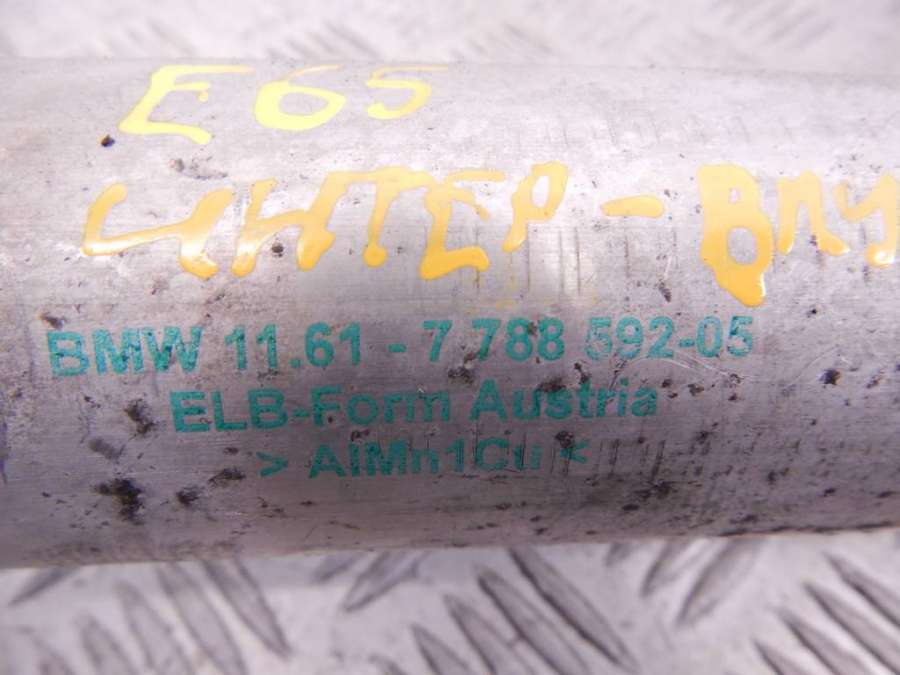 E65
ИНТЕР - ВПУ
BMW 11.61 - 7 788 592-05
ELB-Form Austria
> AlMn1Cu <